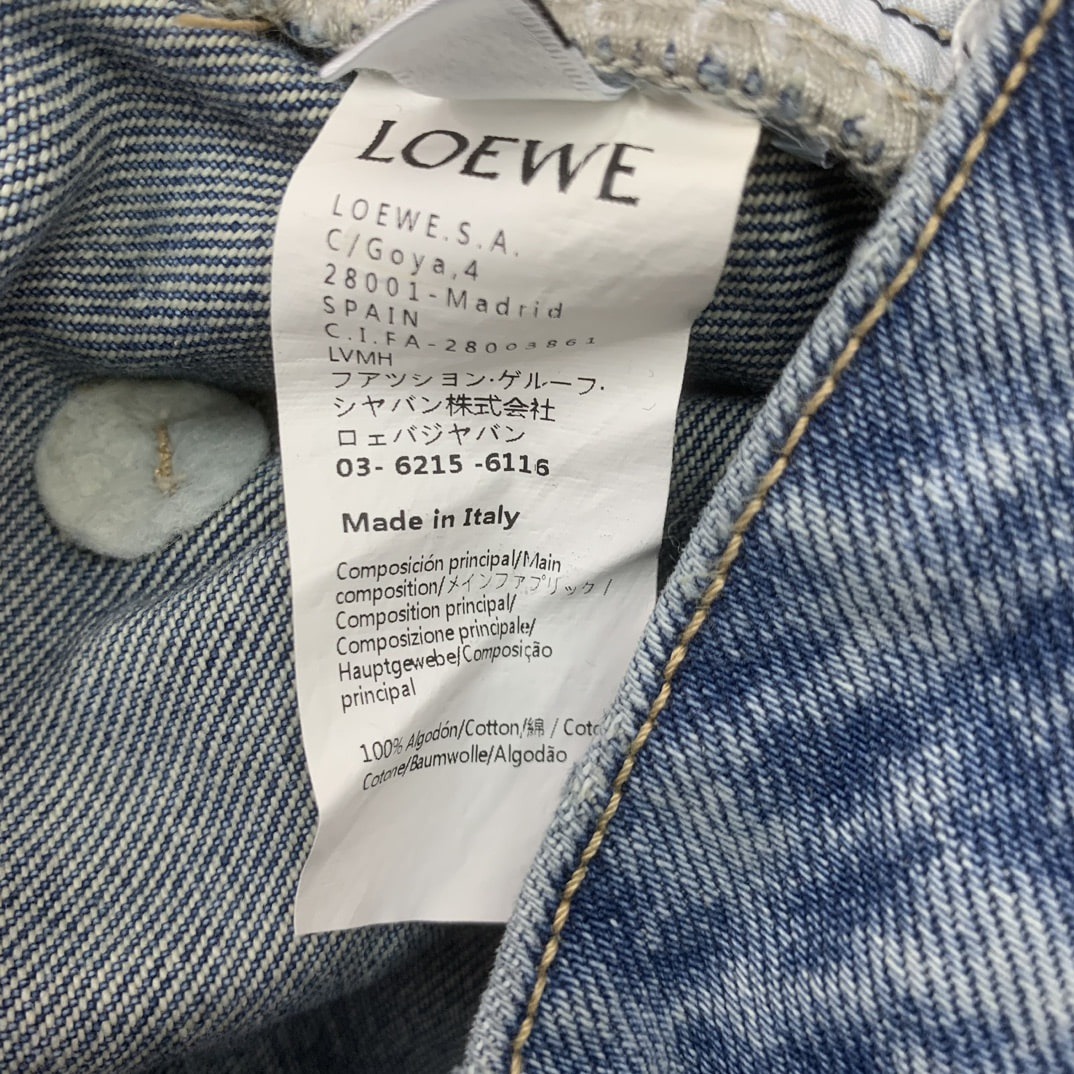 LOEWE
LOEWE.S.A.
C/Goya,4
28001-Madrid
SPAIN
C.I.FA-28003861
LVMH
フアツション·ゲルーフ.
シヤバン株式会社
ロエバジヤバン
03- 6215 -6116
Made in Italy
Composición principal/Main
composition/メインファブリック/
Composition principal/
Composizione principale/
Hauptgewebe/Composição
principal
100% Algodón/Cotton/綿 / Coto
Cotone/Baumwolle/Algodão